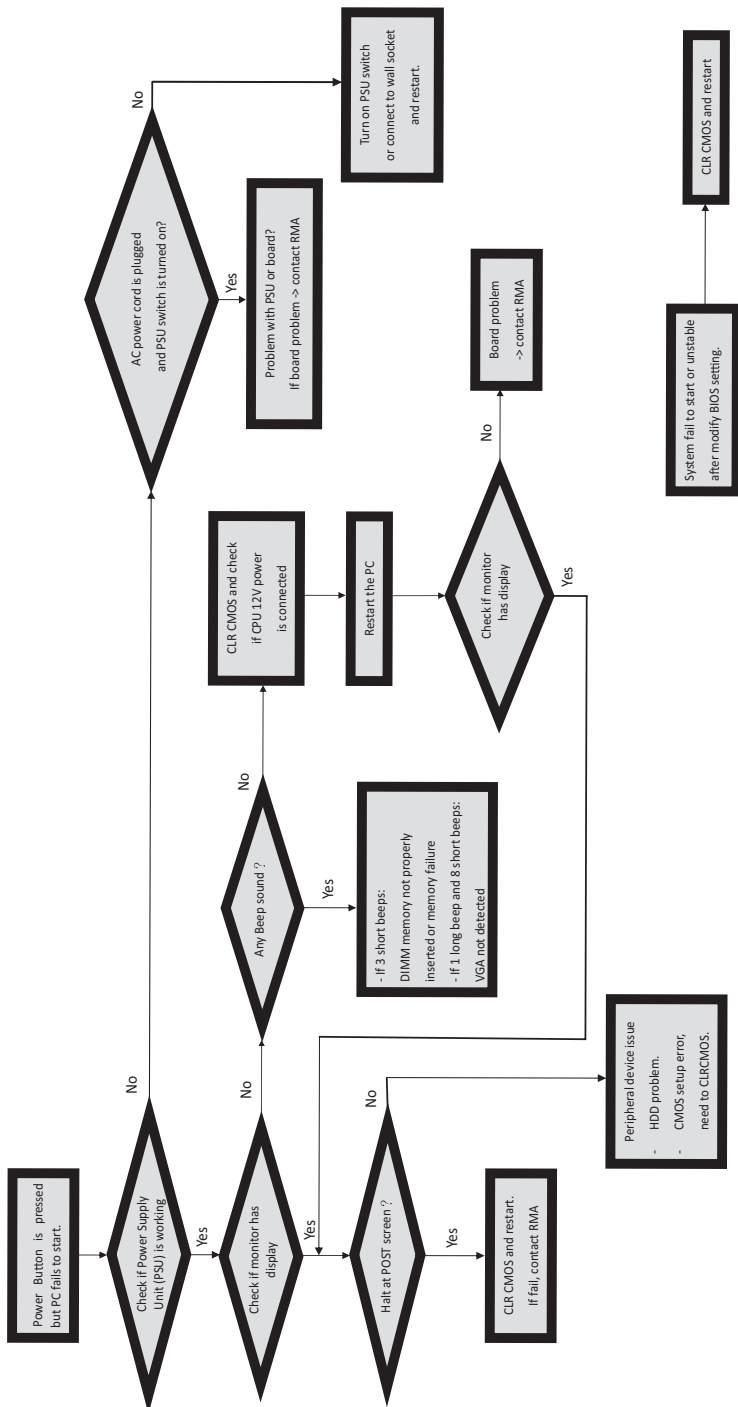 Power Button is pressed
but PC fails to start.
Check if Power Supply
Unit (PSU) is working
No
Yes
AC power cord is plugged
and PSU switch is turned on?
No
Yes
Turn on PSU switch
or connect to wall socket
and restart.
Problem with PSU or board?
If board problem -> contact RMA
Check if monitor has
display
No
Yes
Any Beep sound ?
No
Yes
CLR CMOS and check
if CPU 12V power
is connected
Restart the PC
Check if monitor
has display
No
Yes
Board problem
-> contact RMA
- If 3 short beeps:
DIMM memory not properly
inserted or memory failure
- If 1 long beep and 8 short beeps:
VGA not detected
Halt at POST screen ?
No
Yes
CLR CMOS and restart.
If fail, contact RMA
Peripheral device issue
- HDD problem.
- CMOS setup error,
need to CLRCMOS.
System fail to start or unstable
after modify BIOS setting.
CLR CMOS and restart